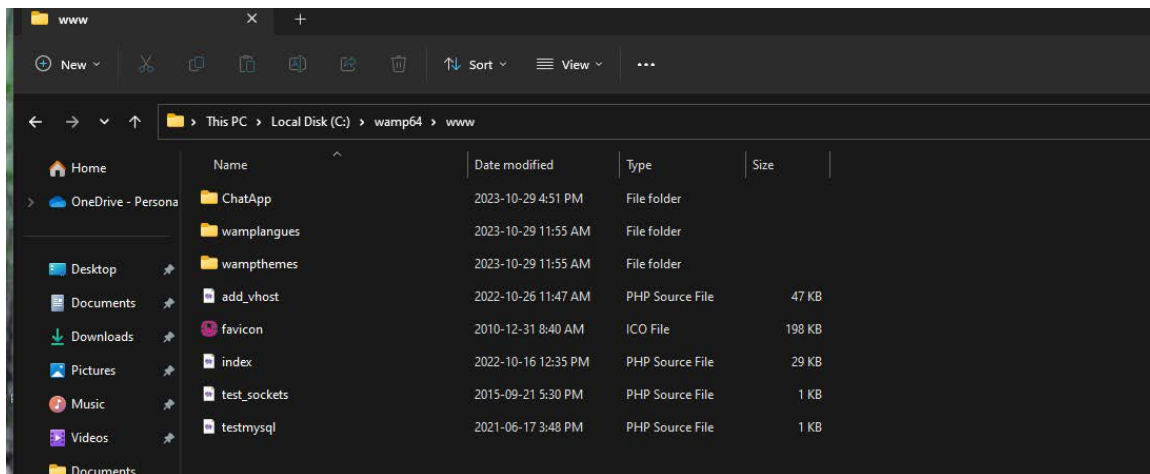 www
New
Sort
View
This PC > Local Disk (C:) > wamp64 > www
Home
OneDrive - Persona
Desktop
Documents
Downloads
Pictures
Music
Videos
Documents
Name Date modified Type Size
ChatApp 2023-10-29 4:51 PM File folder
wamplangues 2023-10-29 11:55 AM File folder
wampthemes 2023-10-29 11:55 AM File folder
add_vhost 2022-10-26 11:47 AM PHP Source File 47 KB
favicon 2010-12-31 8:40 AM ICO File 198 KB
index 2022-10-16 12:35 PM PHP Source File 29 KB
test_sockets 2015-09-21 5:30 PM PHP Source File 1 KB
testmysql 2021-06-17 3:48 PM PHP Source File 1 KB